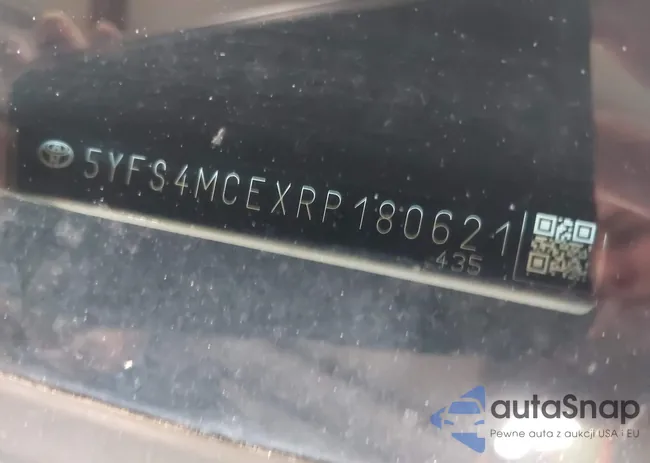 5YFS4MCEXRP180621
435
autaSnap
Pewne auta z aukcji USA i EU